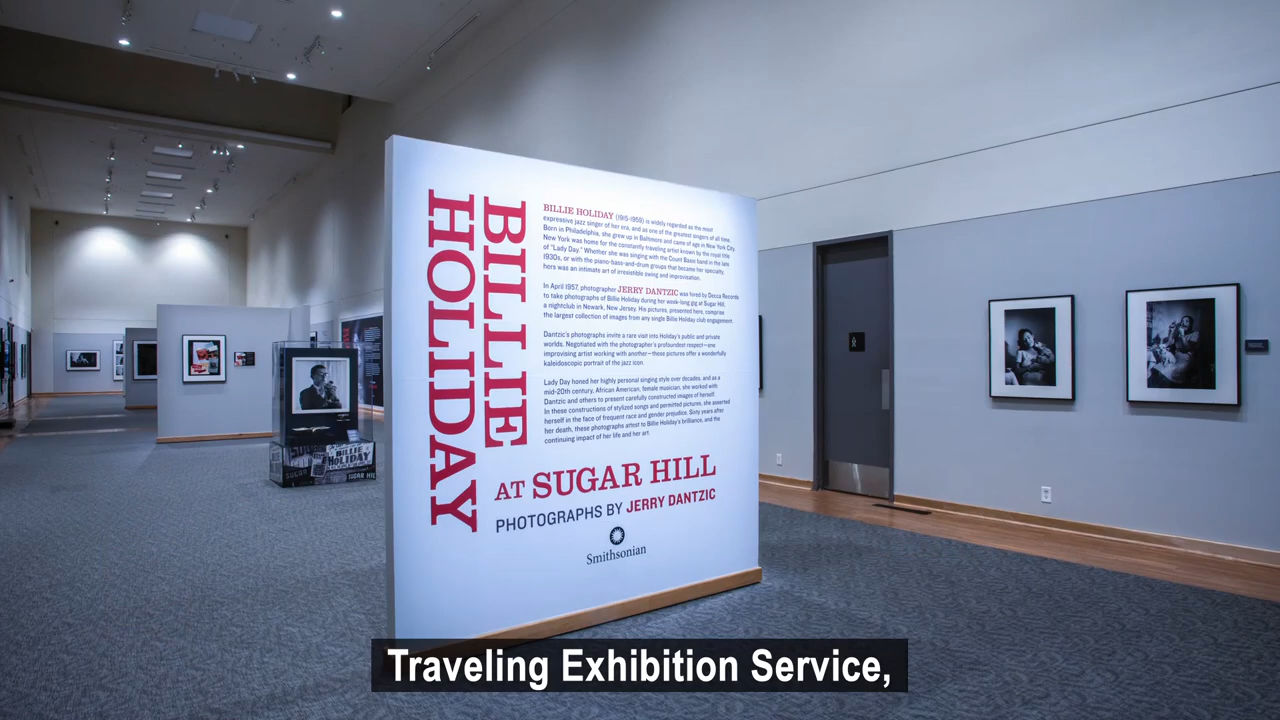 BILLIE
HOLIDAY
BILLIE HOLIDAY (1915-1959) is widely regarded as the most
expressive jazz singer of her era, and as one of the greatest singers of all time.
Born in Philadelphia, she grew up in Baltimore and came of age in New York City.
New York was home for the constantly traveling artist known by the royal title
of "Lady Day." Whether she was singing with the Count Basie band in the late
1930s, or with the piano-bass-and-drum groups that became her specialty,
hers was an intimate art of irresistible swing and improvisation.
In April 1957, photographer JERRY DANTZIC was hired by Decca Records
to take photographs of Billie Holiday during her week-long gig at Sugar Hill,
a nightclub in Newark, New Jersey. His pictures, presented here, comprise
the largest collection of images from any single Billie Holiday club engagement.
Dantzic's photographs invite a rare visit into Holiday's public and private
worlds. Negotiated with the photographer's profoundest respect—one
improvising artist working with another—these pictures offer a wonderfully
kaleidoscopic portrait of the jazz icon.
Lady Day honed her highly personal singing style over decades, and as a
mid-20th century, African American, female musician, she worked with
Dantzic and others to present carefully constructed images of herself.
In these constructions of stylized songs and permitted pictures, she asserted
herself in the face of frequent race and gender prejudice. Sixty years after
her death, these photographs attest to Billie Holiday's brilliance, and the
continuing impact of her life and her art.
AT SUGAR HILL
PHOTOGRAPHS BY JERRY DANTZIC
Smithsonian
BILLIE
HOLIDAY
SUGAR
SUGAR HIL
Traveling Exhibition Service,